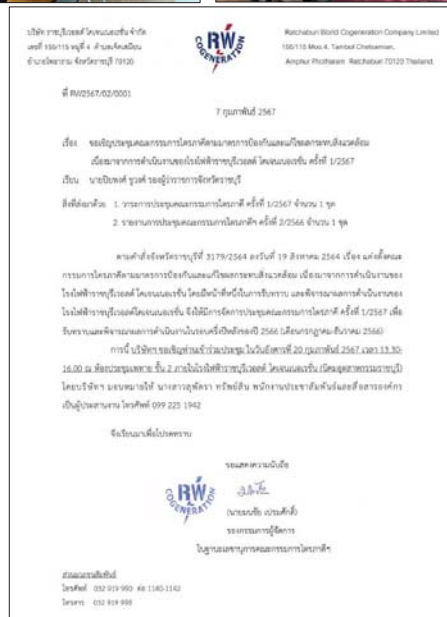 บริษัท ราชบุรีเวอลด์ โคเจนเนอเรชั่น จำกัด
เลขที่ 155/115 หมู่ที่ 4 ตำบลเจ็ดเสมียน
อำเภอโพธาราม จังหวัดราชบุรี 70120
RW
COGENERATION
Ratchaburi World Cogeneration Company Limited
155/115 Moo 4, Tambol Chetsamian,
Amphur Photharam Ratchaburi 70120 Thailand.
ที่ RW2567/02/0001
7 กุมภาพันธ์ 2567
เรื่อง ขอเชิญประชุมคณะกรรมการไตรภาคีตามมาตรการป้องกันและแก้ไขผลกระทบสิ่งแวดล้อม
เนื่องมาจากการดำเนินงานของโรงไฟฟ้าราชบุรีเวอลด์ โคเจนเนอเรชั่น ครั้งที่ 1/2567
เรียน นายปิยพงศ์ ชูวงศ์ รองผู้ว่าราชการจังหวัดราชบุรี
สิ่งที่ส่งมาด้วย 1. วาระการประชุมคณะกรรมการไตรภาคี ครั้งที่ 1/2567 จำนวน 1 ชุด
2. รายงานการประชุมคณะกรรมการไตรภาคีฯ ครั้งที่ 2/2566 จำนวน 1 ชุด
ตามคำสั่งจังหวัดราชบุรีที่ 3179/2564 ลงวันที่ 19 สิงหาคม 2564 เรื่อง แต่งตั้งคณะ
กรรมการไตรภาคีตามมาตรการป้องกันและแก้ไขผลกระทบสิ่งแวดล้อม เนื่องมาจากการดำเนินงานของ
โรงไฟฟ้าราชบุรีเวอลด์ โคเจนเนอเรชั่น โดยมีหน้าที่หนึ่งในการรับทราบ และพิจารณาผลการดำเนินงานของ
โรงไฟฟ้าราชบุรีเวอลด์โคเจนเนอเรชั่น จึงให้มีการจัดการประชุมคณะกรรมการไตรภาคี ครั้งที่ 1/2567 เพื่อ
รับทราบและพิจารณาผลการดำเนินงานในรอบครึ่งปีหลังของปี 2566 (เดือนกรกฎาคม-ธันวาคม 2566)
การนี้ บริษัทฯ ขอเชิญท่านเข้าร่วมประชุม ในวันอังคารที่ 20 กุมภาพันธ์ 2567 เวลา 13.30-
16.00 ณ ห้องประชุม ชั้น 2 ภายในโรงไฟฟ้าราชบุรีเวอลด์ โคเจนเนอเรชั่น (นิคมอุตสาหกรรมราชบุรี)
โดยบริษัทฯ มอบหมายให้ นางสาวสุพัตรา ทรัพย์สิน พนักงานประชาสัมพันธ์และสื่อสารองค์กร
เป็นผู้ประสานงาน โทรศัพท์ 099 225 1942
จึงเรียนมาเพื่อโปรดทราบ
ขอแสดงความนับถือ
RW
COGENERATION
(นายมนชัย เปรมศักดิ์)
รองกรรมการผู้จัดการ
ในฐานะเลขานุการคณะกรรมการไตรภาคีฯ
ส่วนมวลชนสัมพันธ์
โทรศัพท์ 032 919 990 ต่อ 1140-1142
โทรสาร 032 919 998